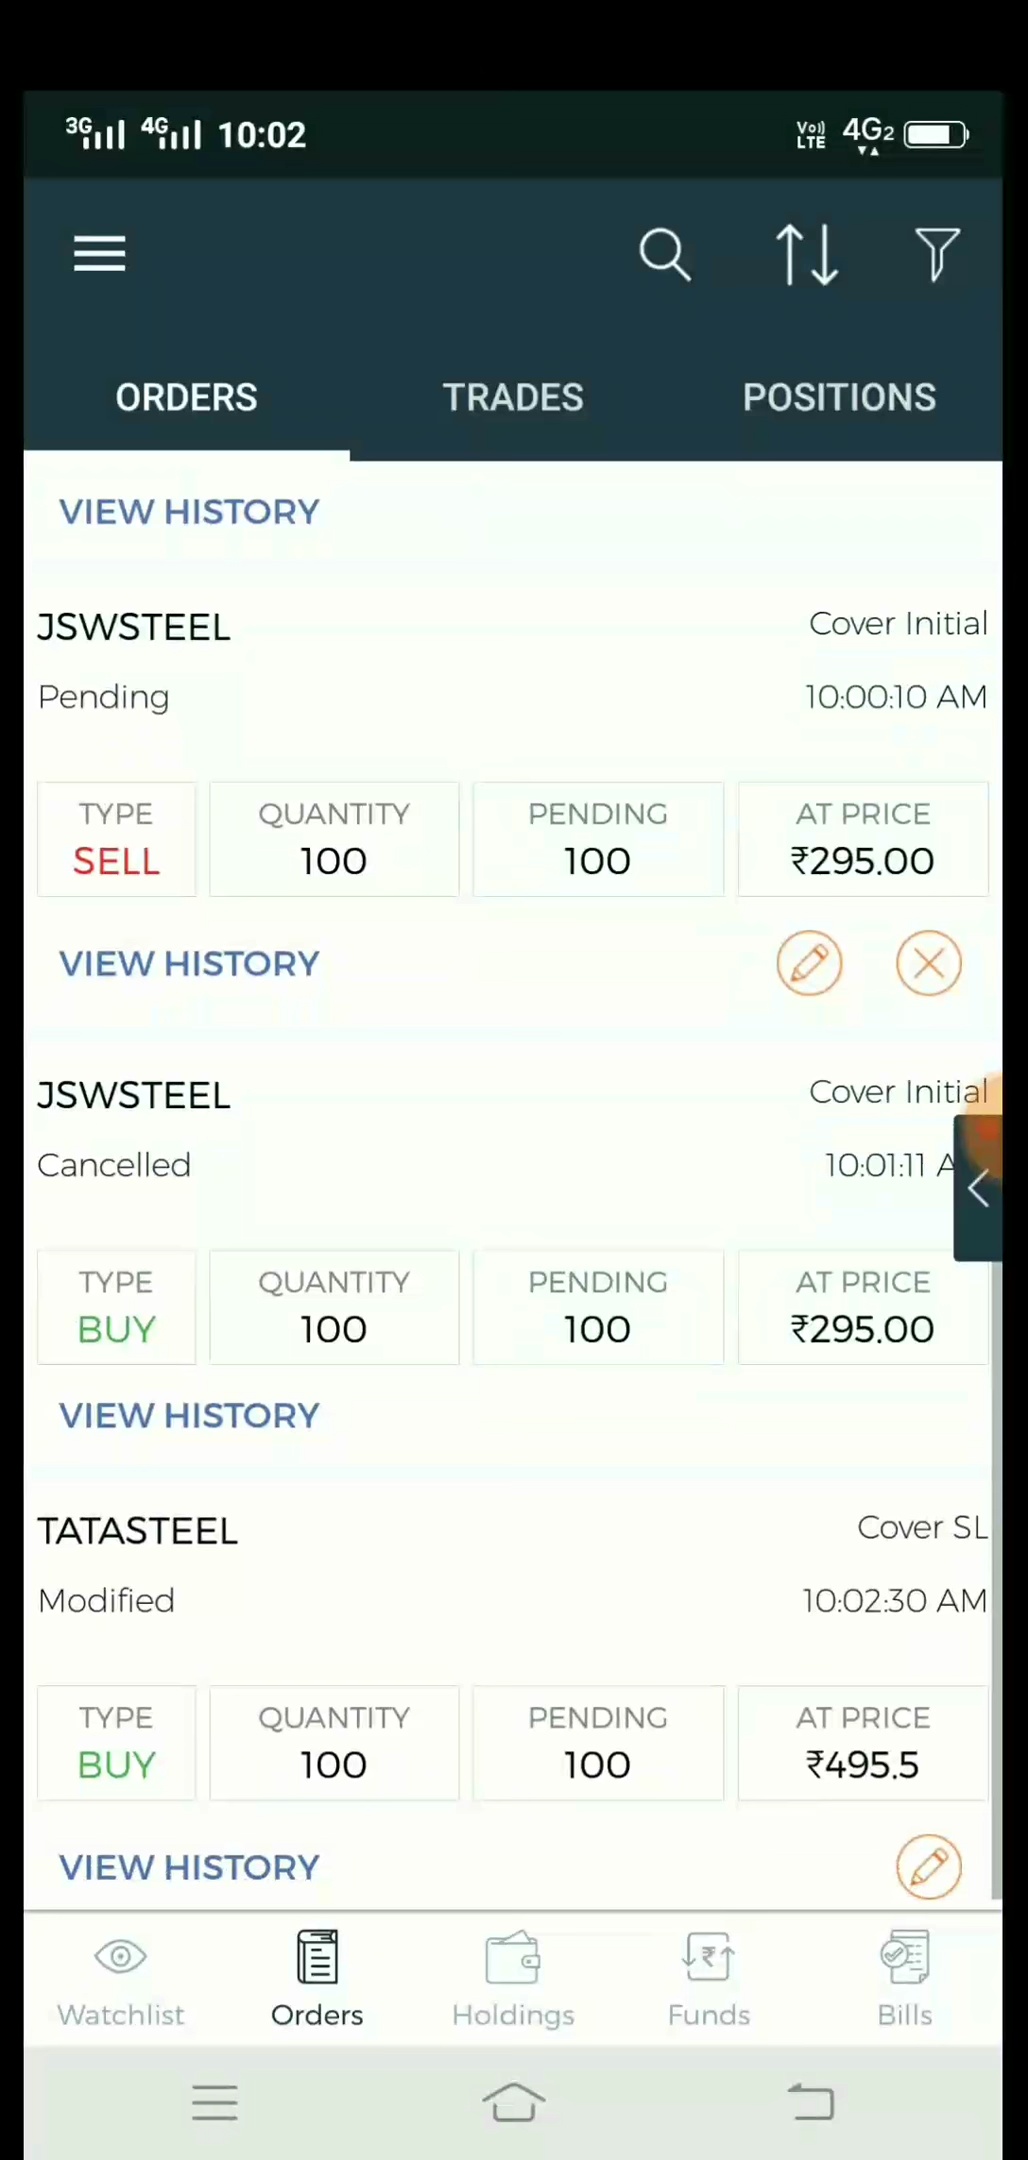 3G 4G 10:02 Vo)) LTE 4G2
ORDERS TRADES POSITIONS
VIEW HISTORY
JSWSTEEL Cover Initial
Pending 10:00:10 AM
TYPE QUANTITY PENDING AT PRICE
SELL 100 100 ₹295.00
VIEW HISTORY
JSWSTEEL Cover Initial
Cancelled 10:01:11 A
TYPE QUANTITY PENDING AT PRICE
BUY 100 100 ₹295.00
VIEW HISTORY
TATASTEEL Cover SL
Modified 10:02:30 AM
TYPE QUANTITY PENDING AT PRICE
BUY 100 100 ₹495.5
VIEW HISTORY
Watchlist Orders Holdings Funds Bills